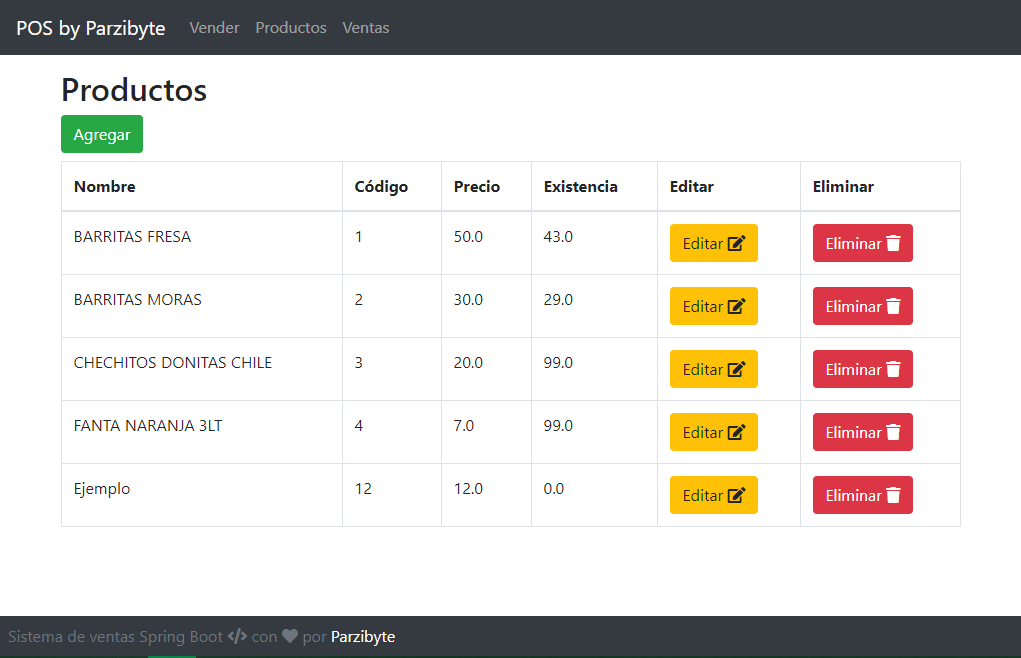 POS by Parzibyte Vender Productos Ventas
Productos
Agregar
Nombre Código Precio Existencia Editar Eliminar
BARRITAS FRESA 1 50.0 43.0 Editar Eliminar
BARRITAS MORAS 2 30.0 29.0 Editar Eliminar
CHECHITOS DONITAS CHILE 3 20.0 99.0 Editar Eliminar
FANTA NARANJA 3LT 4 7.0 99.0 Editar Eliminar
Ejemplo 12 12.0 0.0 Editar Eliminar
Sistema de ventas Spring Boot con por Parzibyte